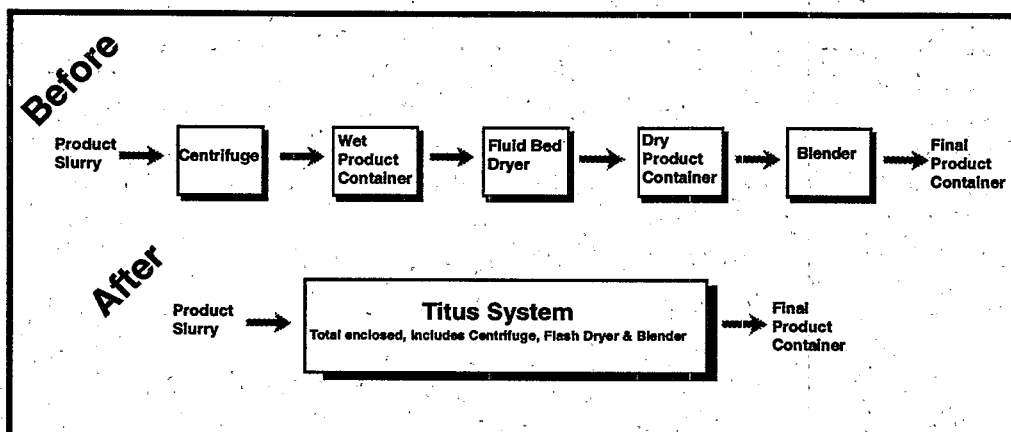 Before
Product
Slurry
Centrifuge
Wet
Product
Container
Fluid Bed
Dryer
Dry
Product
Container
Blender
Final
Product
Container
After
Product
Slurry
Titus System
Total enclosed, includes Centrifuge, Flash Dryer & Blender
Final
Product
Container